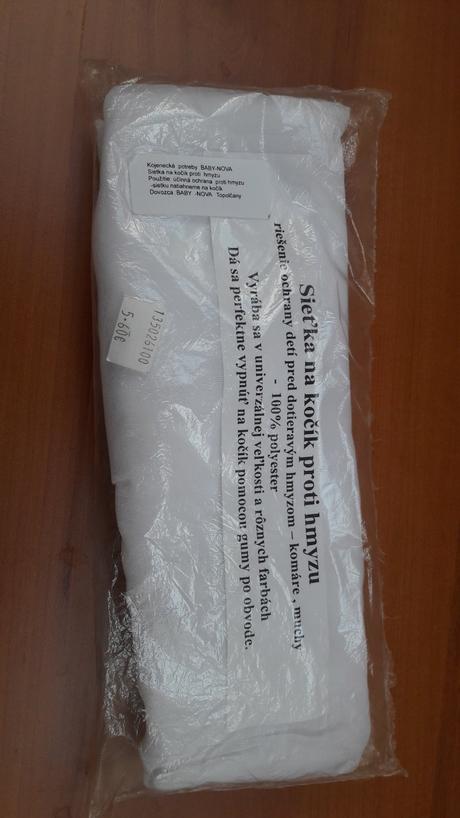 Kojenecké potreby BABY-NOVA
Sietka na kočík proti hmyzu
Použitie: účinná ochrana proti hmyzu
-sietku natiahneme na kočík
Dovozca BABY -NOVA Topoľčany
Sieťka na kočík proti hmyzu
riešenie ochrany detí pred dotieravým hmyzom – komáre , muchy
- 100% polyester
Vyrába sa v univerzálnej veľkosti a rôznych farbách
Dá sa perfektne vypnúť na kočík pomocou gumy po obvode.
135026100
5.60€